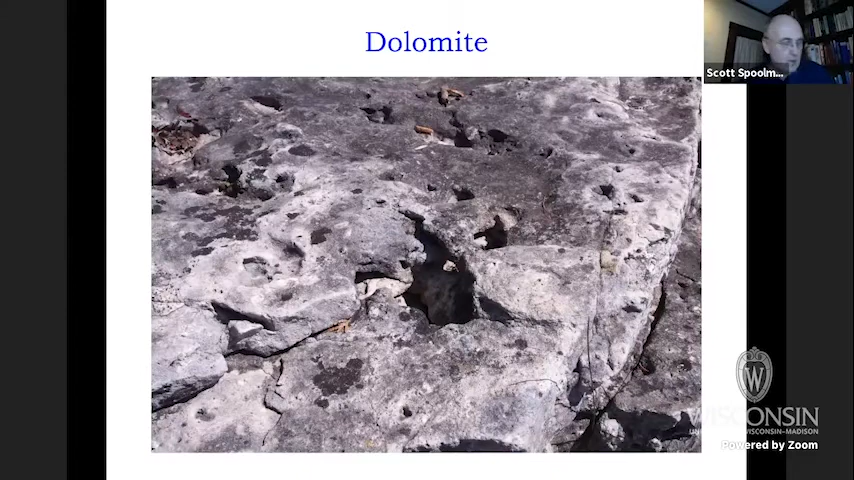 Dolomite
Scott Spoolm...
W
WISCONSIN
UNIVERSITY OF WISCONSIN–MADISON
Powered by Zoom